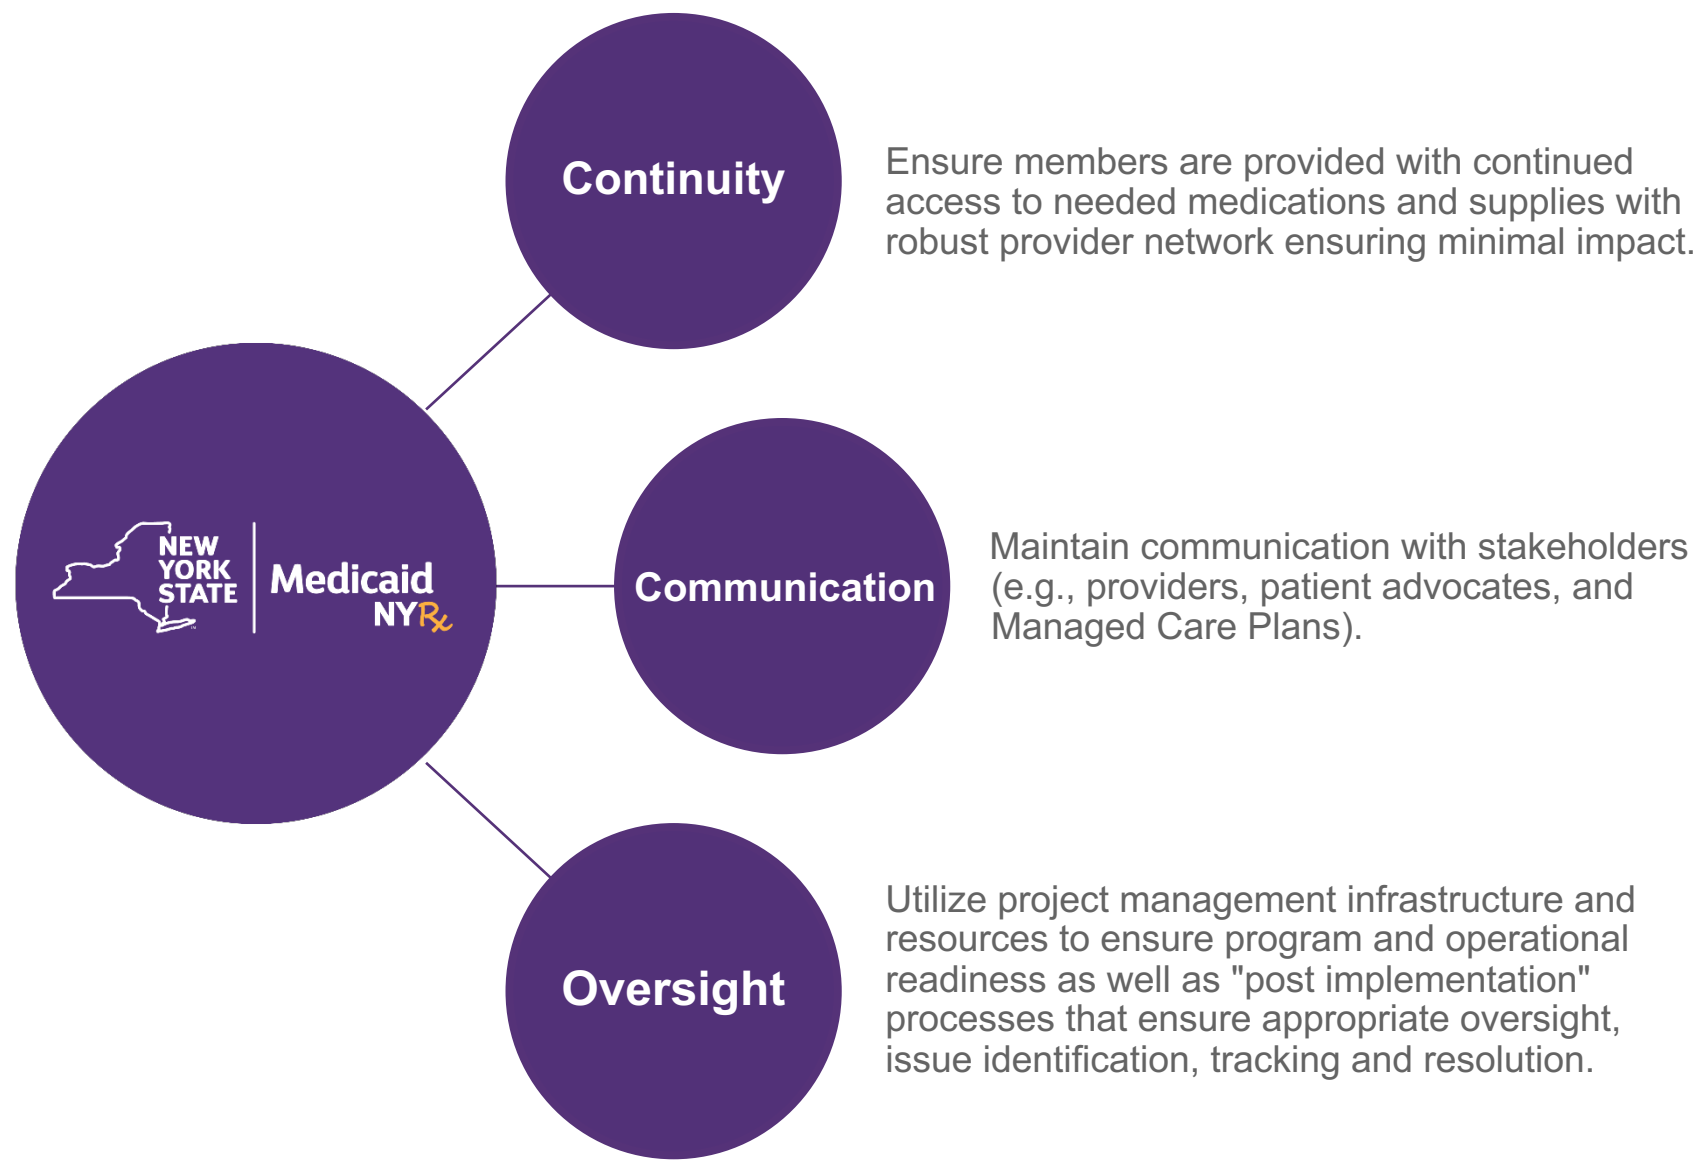 Continuity
Ensure members are provided with continued
access to needed medications and supplies with
robust provider network ensuring minimal impact.
NEW
YORK
STATE
Medicaid
NYRx
Communication
Maintain communication with stakeholders
(e.g., providers, patient advocates, and
Managed Care Plans).
Oversight
Utilize project management infrastructure and
resources to ensure program and operational
readiness as well as "post implementation"
processes that ensure appropriate oversight,
issue identification, tracking and resolution.